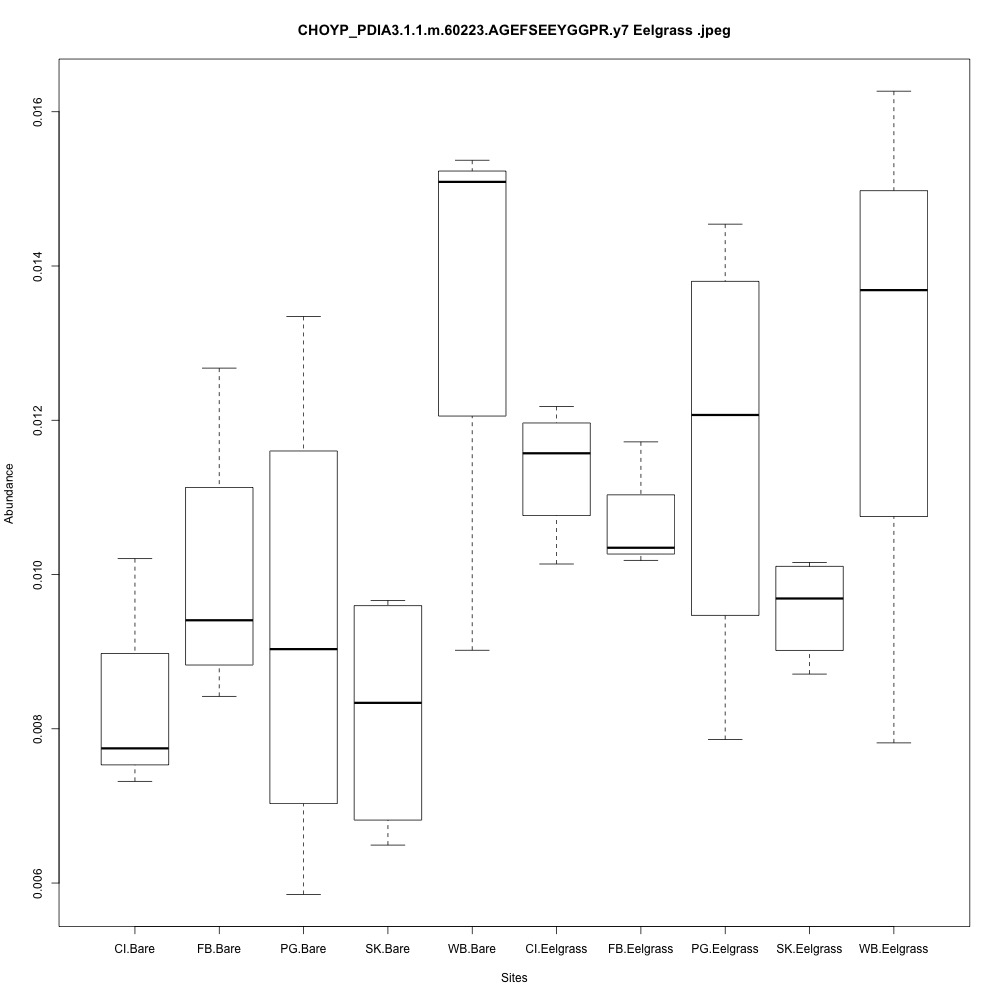 CHOYP_PDIA3.1.1.m.60223.AGEFSEEYGGPR.y7 Eelgrass .jpeg
0.016
0.014
0.012
0.010
0.008
0.006
Abundance
CI.Bare FB.Bare PG.Bare SK.Bare WB.Bare CI.Eelgrass FB.Eelgrass PG.Eelgrass SK.Eelgrass WB.Eelgrass
Sites